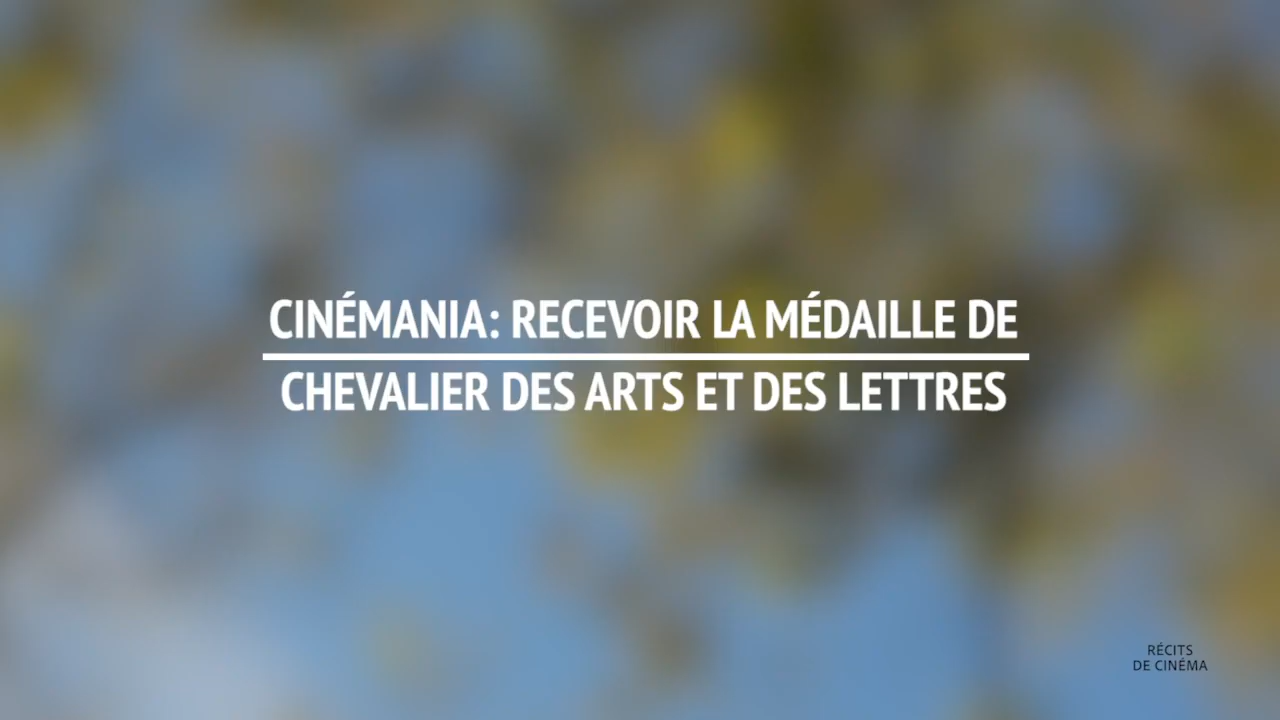 CINÉMANIA: RECEVOIR LA MÉDAILLE DE
CHEVALIER DES ARTS ET DES LETTRES
RÉCITS
DE CINÉMA